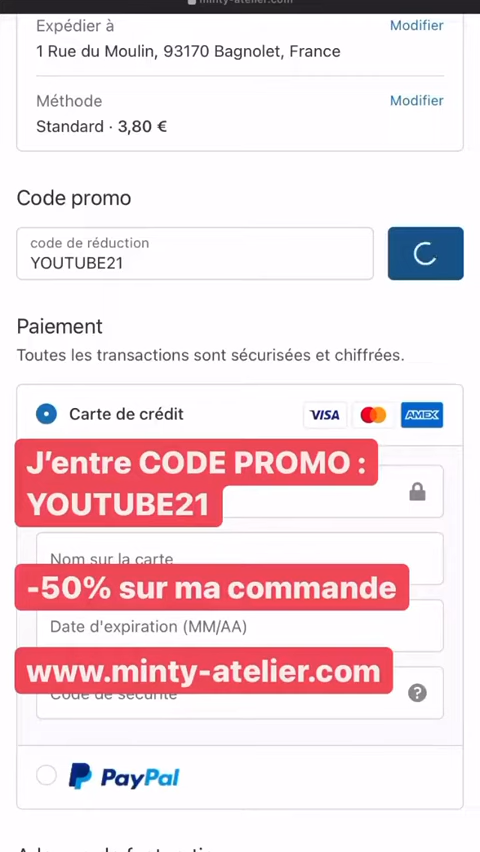 minty-atelier.com
Expédier à
Modifier
1 Rue du Moulin, 93170 Bagnolet, France
Méthode
Modifier
Standard · 3,80 €
Code promo
code de réduction
YOUTUBE21
Paiement
Toutes les transactions sont sécurisées et chiffrées.
Carte de crédit
VISA
AMEX
J’entre CODE PROMO :
YOUTUBE21
Nom sur la carte
-50% sur ma commande
Date d'expiration (MM/AA)
www.minty-atelier.com
Code de sécurité
?
PayPal